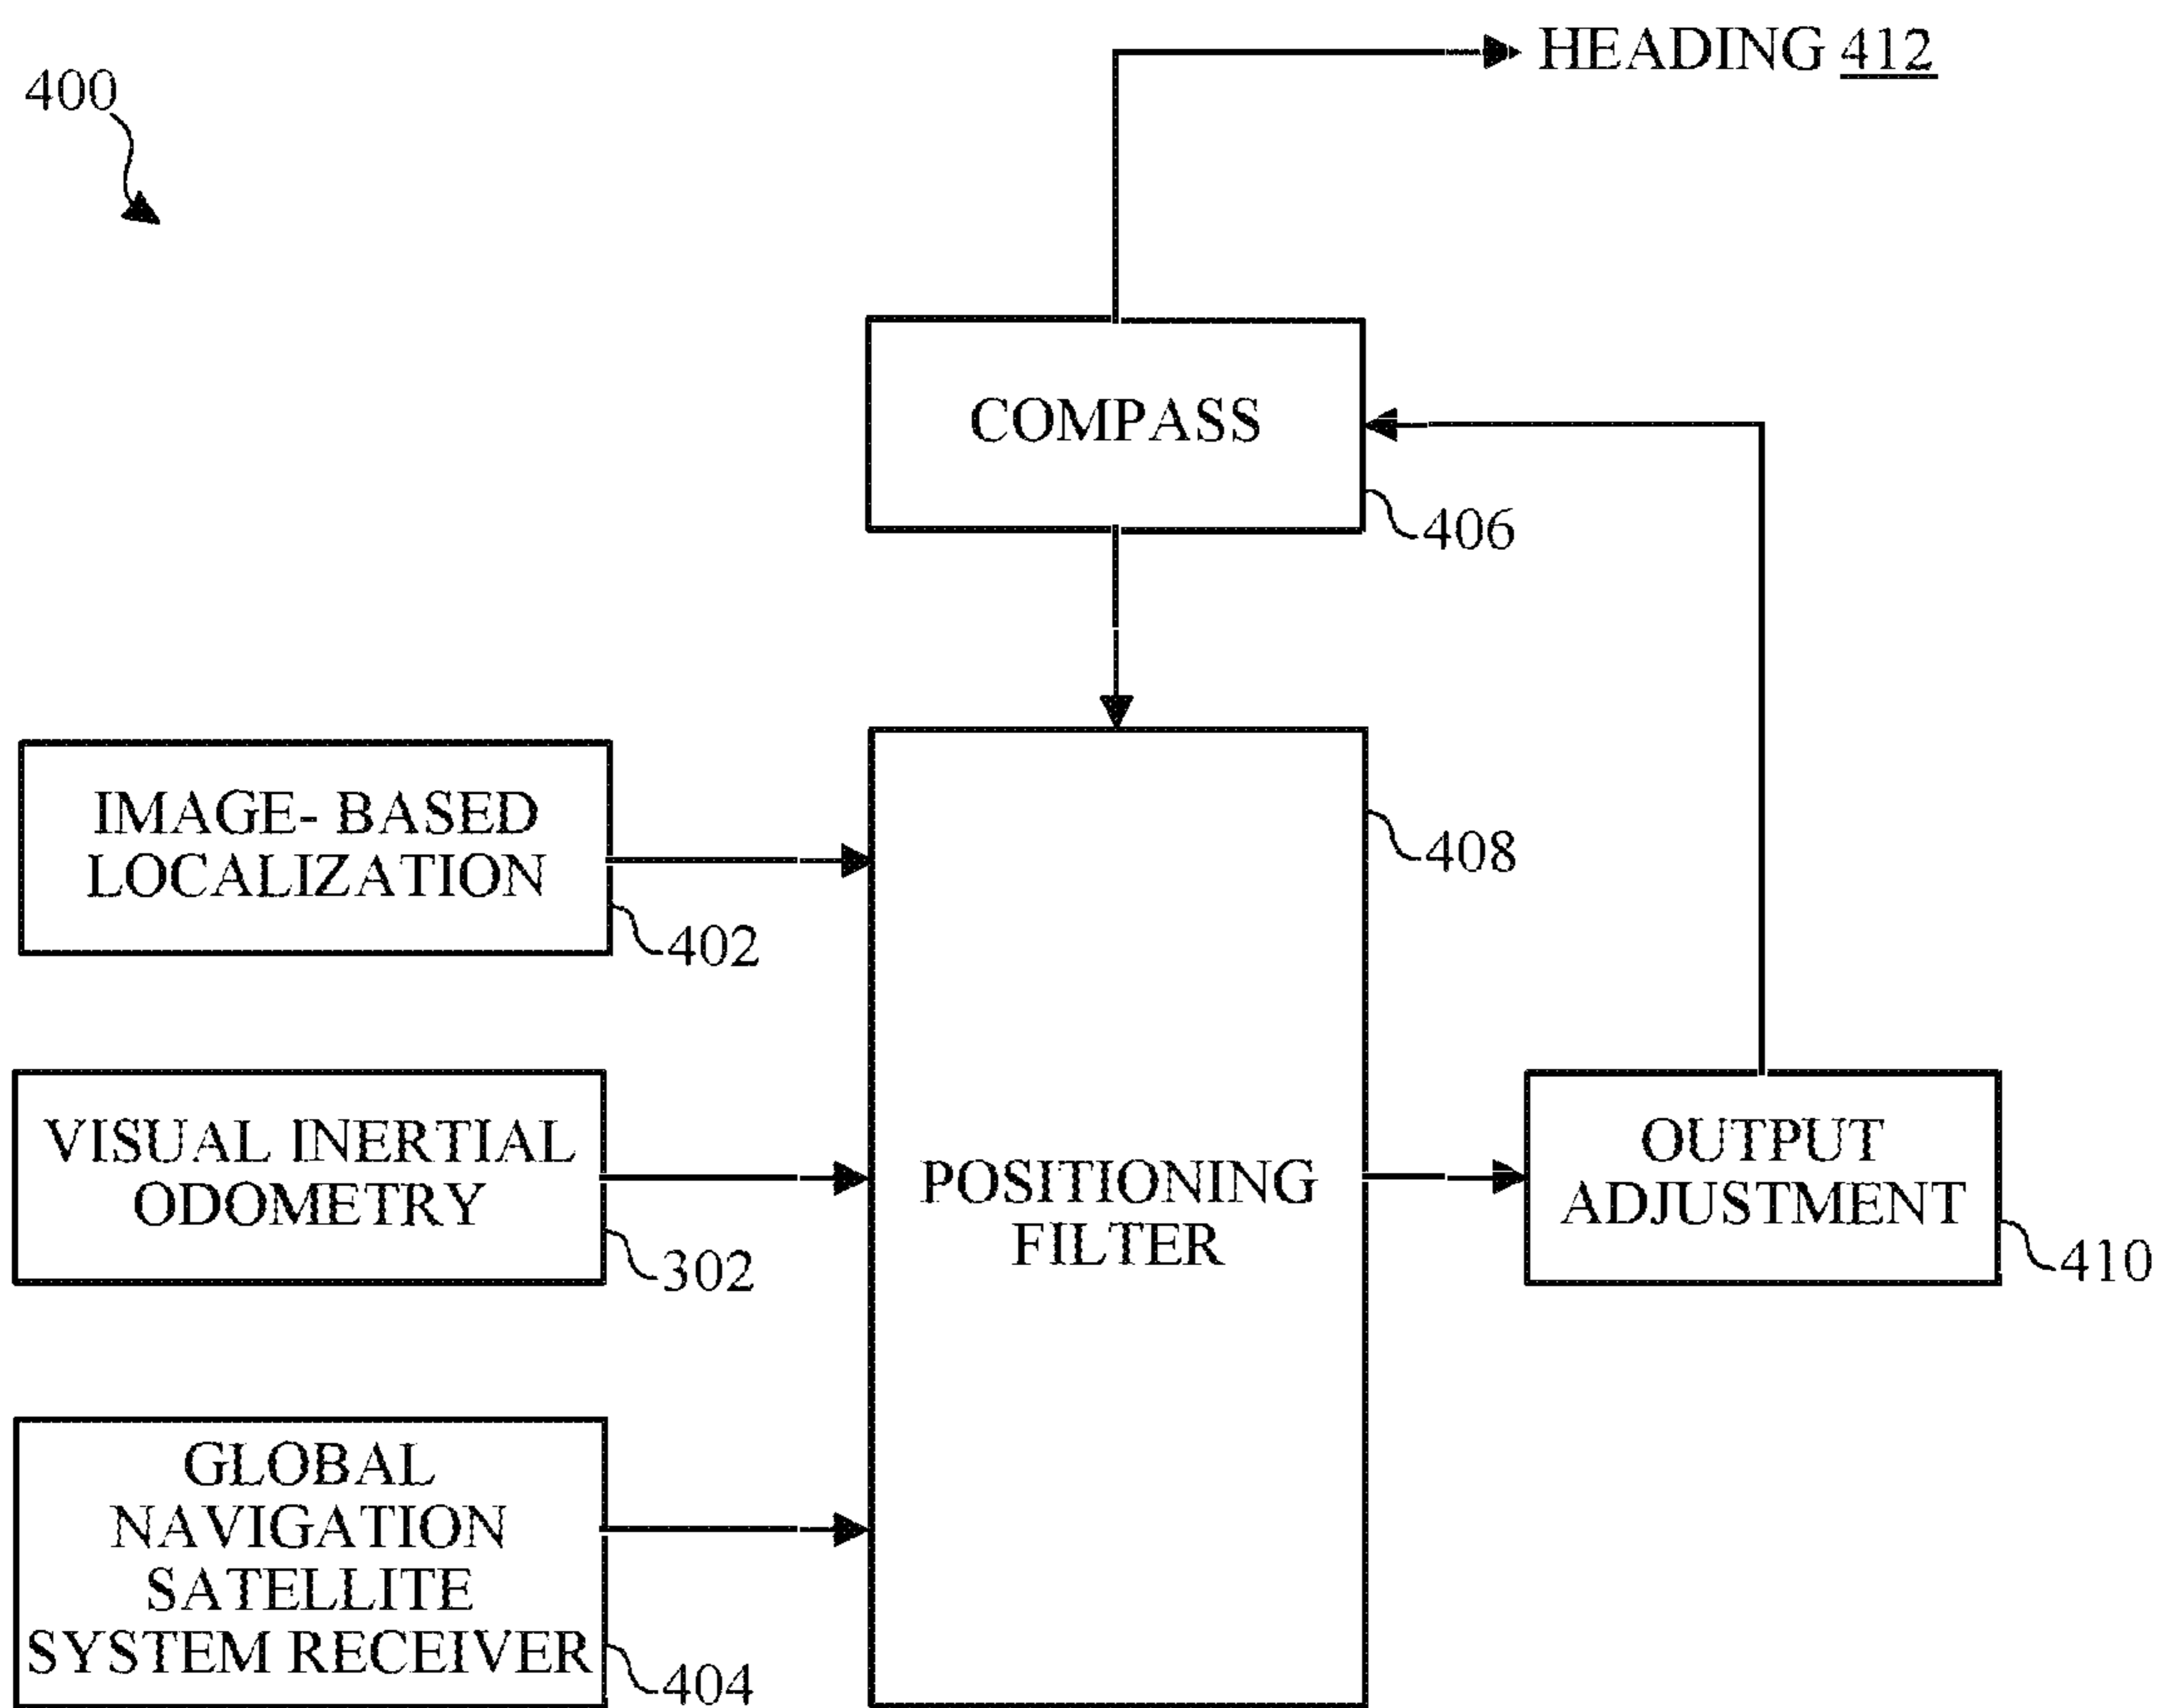 HEADING 412
400
COMPASS
406
IMAGE- BASED
LOCALIZATION
402
408
VISUAL INERTIAL
ODOMETRY
302
POSITIONING
FILTER
OUTPUT
ADJUSTMENT
410
GLOBAL
NAVIGATION
SATELLITE
SYSTEM RECEIVER
404